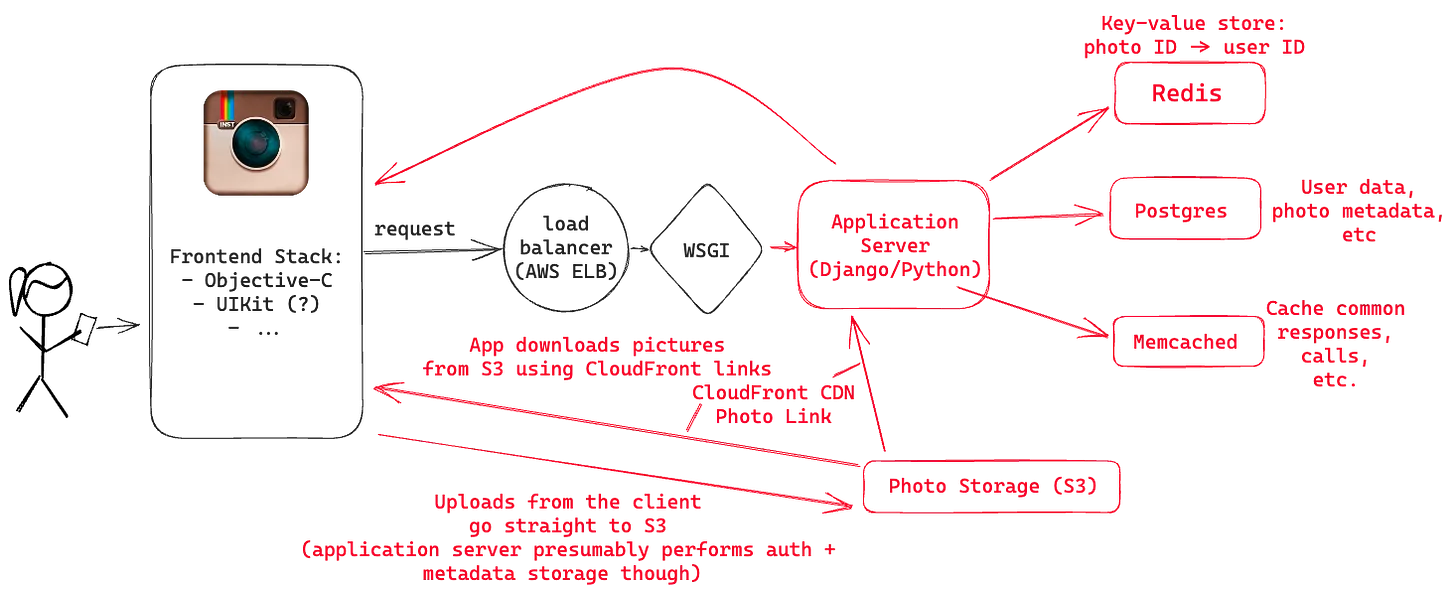 Key-value store:
photo ID → user ID
Redis
INST
Frontend Stack:
- Objective-C
- UIKit (?)
- ...
request
load
balancer
(AWS ELB)
WSGI
Application
Server
(Django/Python)
Postgres
User data,
photo metadata,
etc
Memcached
Cache common
responses,
calls,
etc.
App downloads pictures
from S3 using CloudFront links
CloudFront CDN
Photo Link
Photo Storage (S3)
Uploads from the client
go straight to S3
(application server presumably performs auth +
metadata storage though)